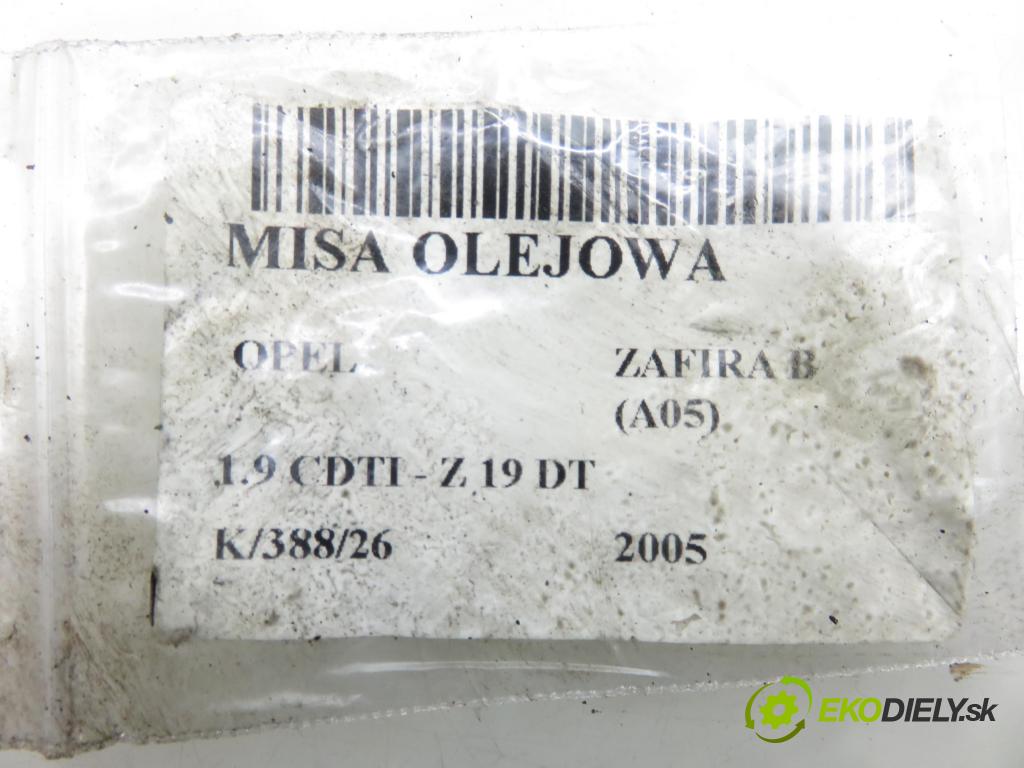 MISA OLEJOWA
OPEL ZAFIRA B
(A05)
1.9 CDTI - Z 19 DT
K/388/26 2005
EKODIELY.sk